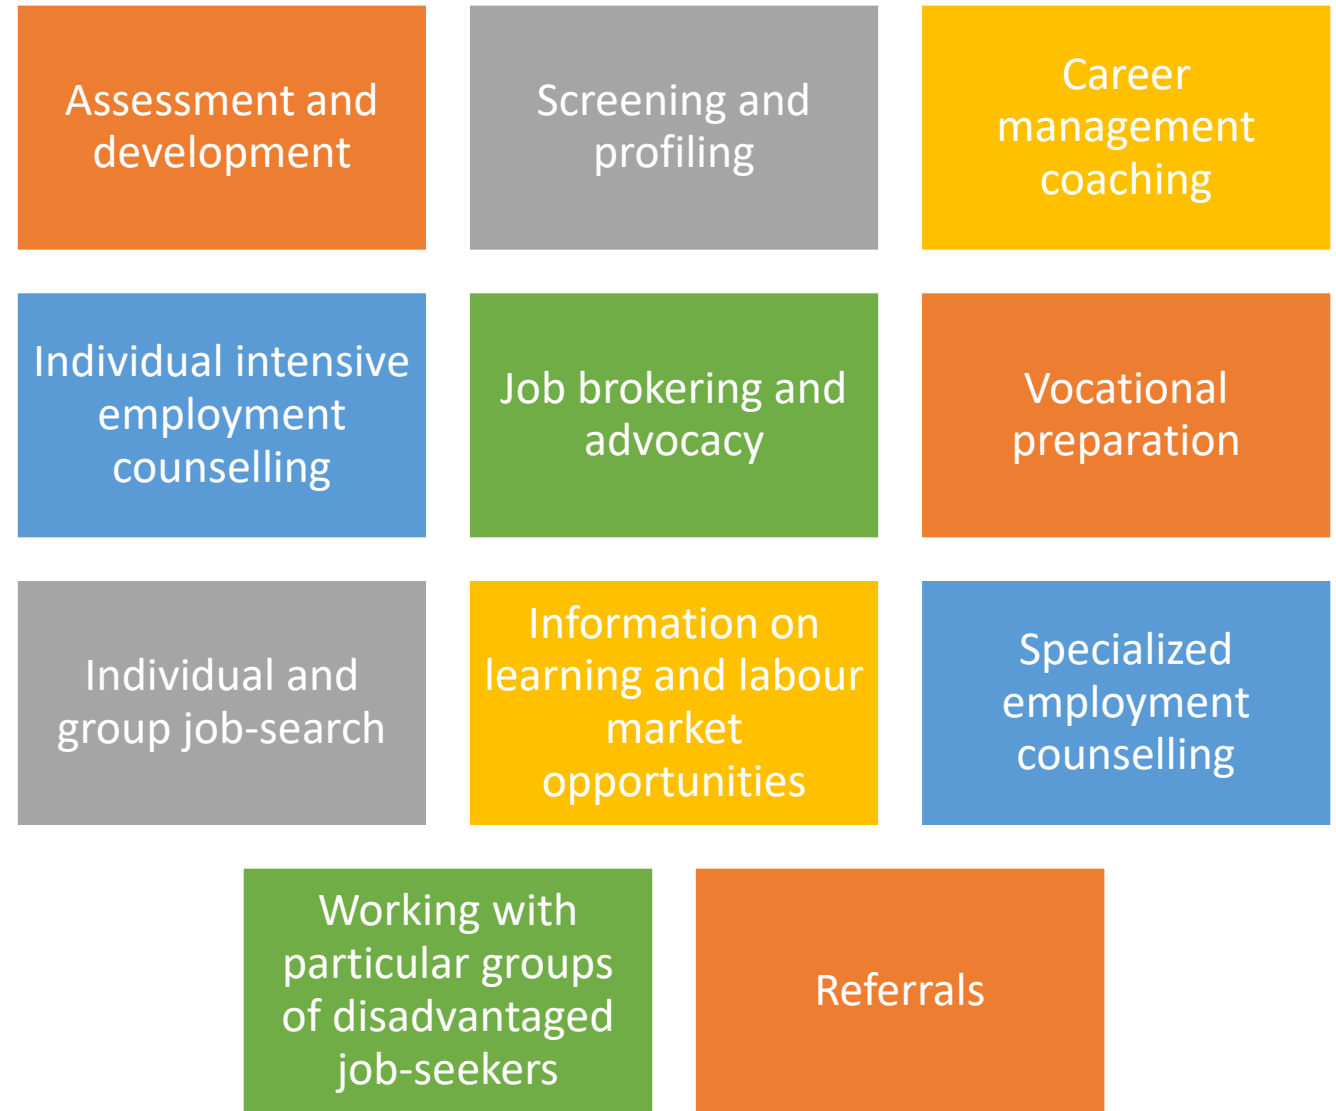 Assessment and
development
Screening and
profiling
Career
management
coaching
Individual intensive
employment
counselling
Job brokering and
advocacy
Vocational
preparation
Individual and
group job-search
Information on
learning and labour
market
opportunities
Specialized
employment
counselling
Working with
particular groups
of disadvantaged
job-seekers
Referrals